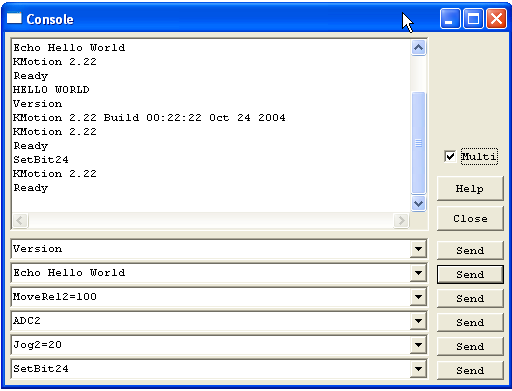 Console
Echo Hello World
KMotion 2.22
Ready
HELLO WORLD
Version
KMotion 2.22 Build 00:22:22 Oct 24 2004
KMotion 2.22
Ready
SetBit24
KMotion 2.22
Ready
Multi
Help
Close
Version
Send
Echo Hello World
Send
MoveRel2=100
Send
ADC2
Send
Jog2=20
Send
SetBit24
Send